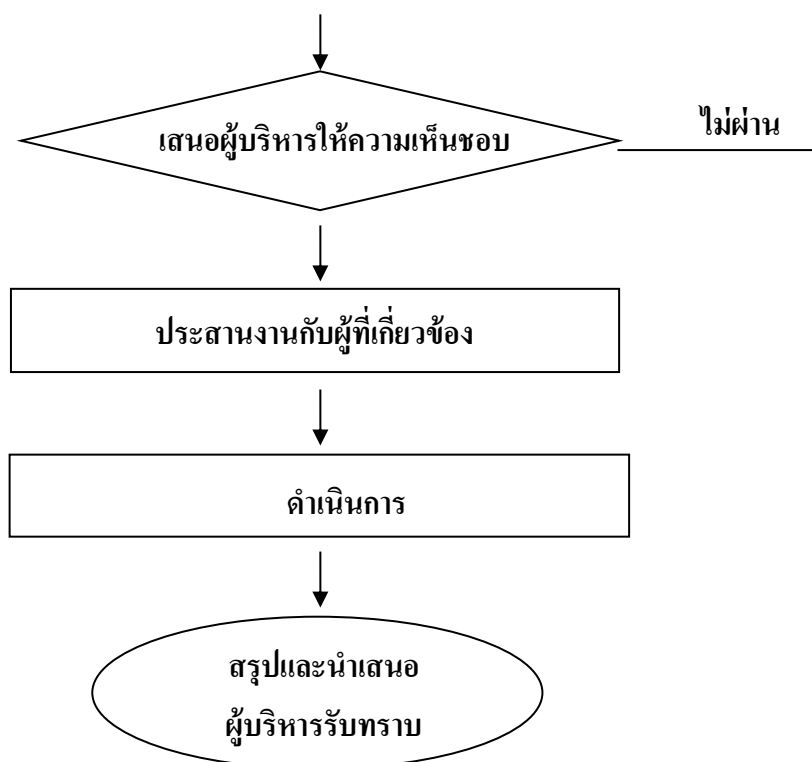 เสนอผู้บริหารให้ความเห็นชอบ
ไม่ผ่าน
ประสานงานกับผู้ที่เกี่ยวข้อง
ดำเนินการ
สรุปและนำเสนอ
ผู้บริหารรับทราบ